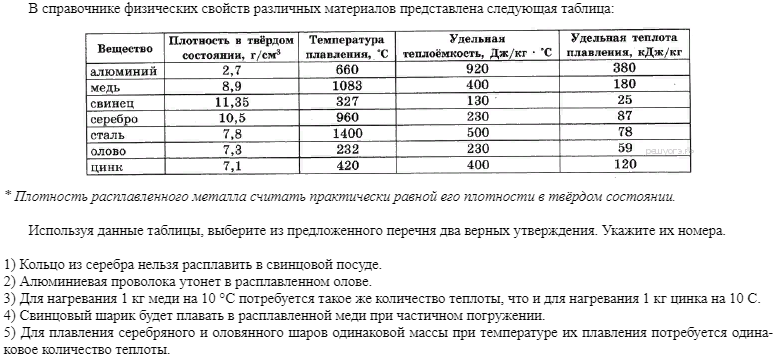 В справочнике физических свойств различных материалов представлена следующая таблица:
Вещество | Плотность в твёрдом состоянии, г/см³ | Температура плавления, °С | Удельная теплоёмкость, Дж/кг · °С | Удельная теплота плавления, кДж/кг
алюминий 2,7 660 920 380
медь 8,9 1083 400 180
свинец 11,35 327 130 25
серебро 10,5 960 230 87
сталь 7,8 1400 500 78
олово 7,3 232 230 59
цинк 7,1 420 400 120
* Плотность расплавленного металла считать практически равной его плотности в твёрдом состоянии.
Используя данные таблицы, выберите из предложенного перечня два верных утверждения. Укажите их номера.
1) Кольцо из серебра нельзя расплавить в свинцовой посуде.
2) Алюминиевая проволока утонет в расплавленном олове.
3) Для нагревания 1 кг меди на 10 °С потребуется такое же количество теплоты, что и для нагревания 1 кг цинка на 10 С.
4) Свинцовый шарик будет плавать в расплавленной меди при частичном погружении.
5) Для плавления серебряного и оловянного шаров одинаковой массы при температуре их плавления потребуется одина-
ковое количество теплоты.